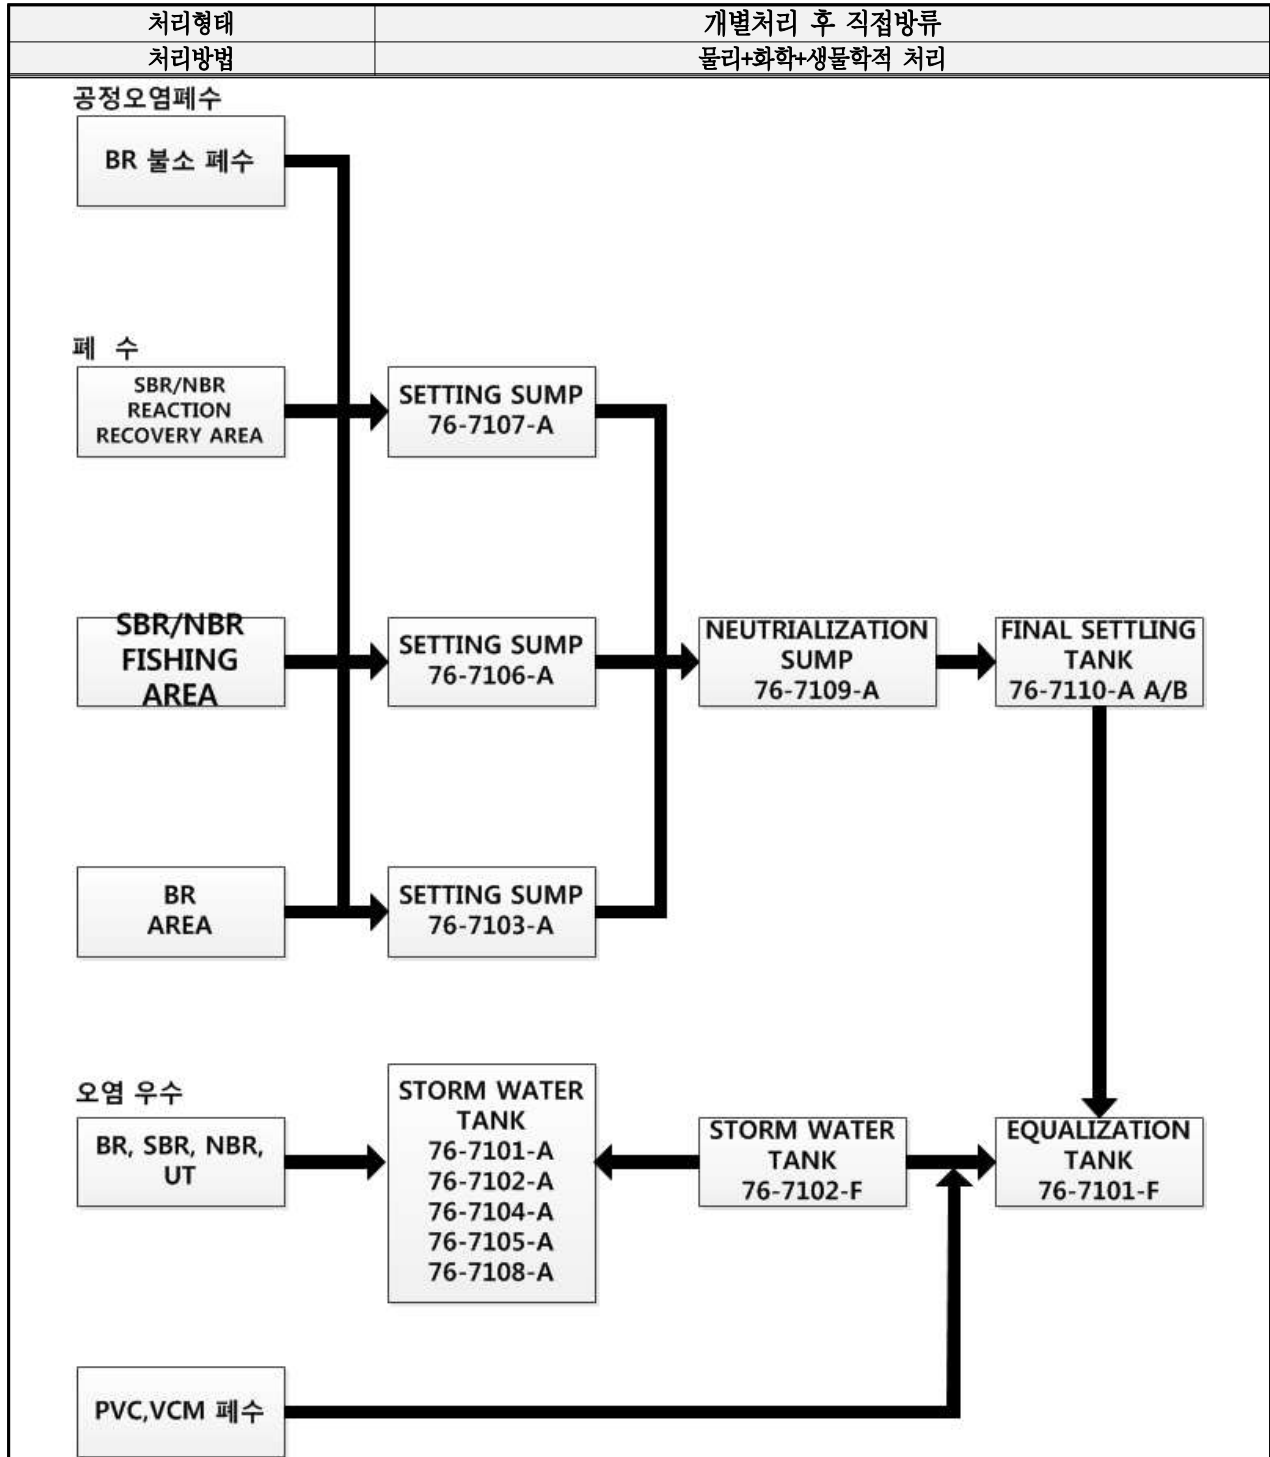 처리형태 개별처리 후 직접방류
처리방법 물리+화학+생물학적 처리
공정오염폐수
BR 불소 폐수
폐 수
SBR/NBR
REACTION
RECOVERY AREA
SETTING SUMP
76-7107-A
SBR/NBR
FISHING
AREA
SETTING SUMP
76-7106-A
NEUTRIALIZATION
SUMP
76-7109-A
FINAL SETTLING
TANK
76-7110-A A/B
BR
AREA
SETTING SUMP
76-7103-A
오염 우수
BR, SBR, NBR,
UT
STORM WATER
TANK
76-7101-A
76-7102-A
76-7104-A
76-7105-A
76-7108-A
STORM WATER
TANK
76-7102-F
EQUALIZATION
TANK
76-7101-F
PVC,VCM 폐수